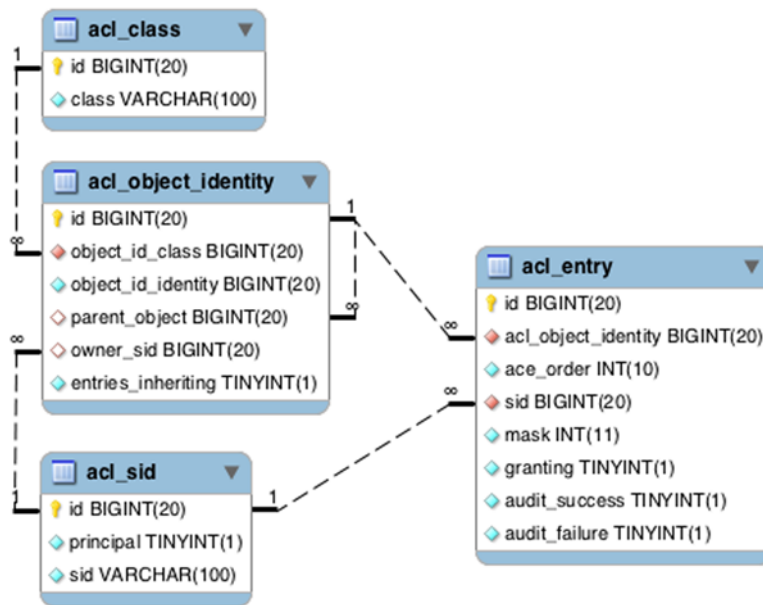 acl_class
id BIGINT(20)
class VARCHAR(100)
1
∞
acl_object_identity
id BIGINT(20)
object_id_class BIGINT(20)
object_id_identity BIGINT(20)
parent_object BIGINT(20)
owner_sid BIGINT(20)
entries_inheriting TINYINT(1)
1
∞
∞
1
acl_sid
id BIGINT(20)
principal TINYINT(1)
sid VARCHAR(100)
1
∞
∞
acl_entry
id BIGINT(20)
acl_object_identity BIGINT(20)
ace_order INT(10)
sid BIGINT(20)
mask INT(11)
granting TINYINT(1)
audit_success TINYINT(1)
audit_failure TINYINT(1)